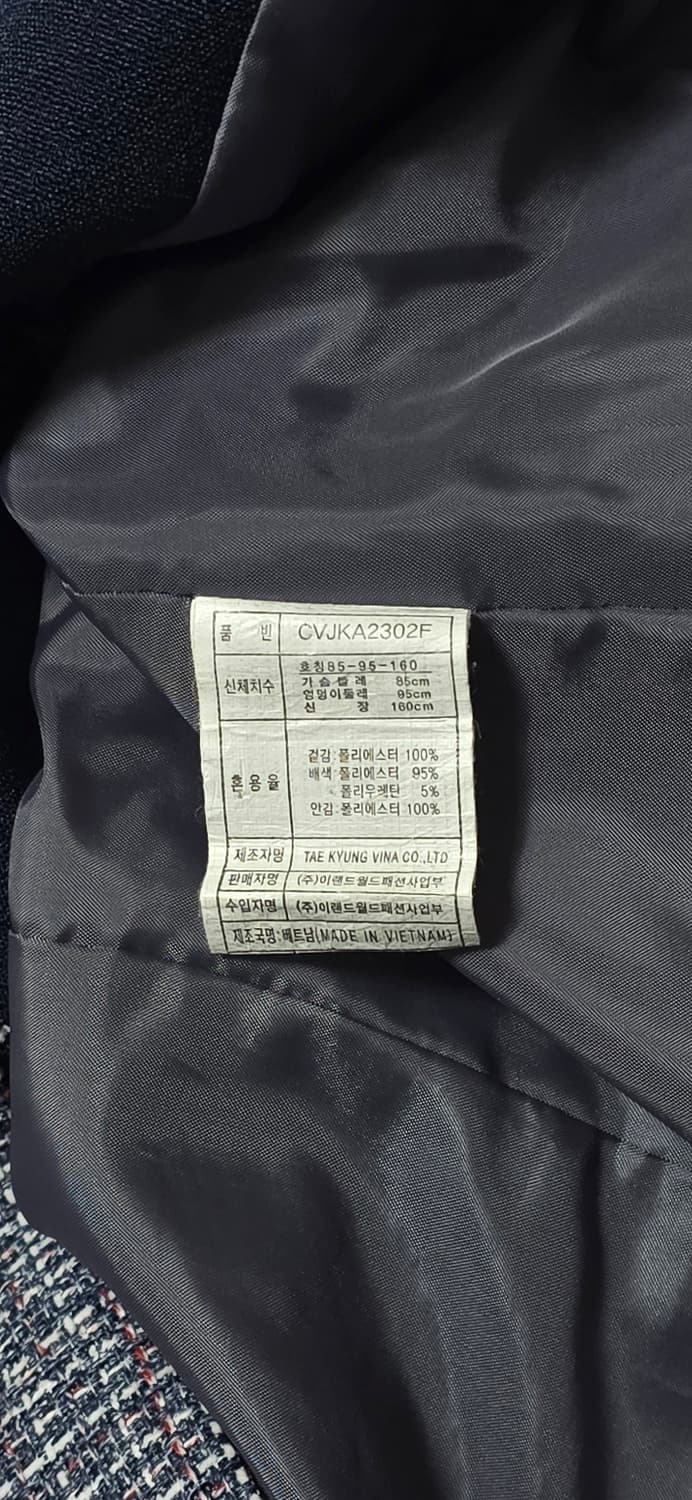 품 번 CVJKA2302F
신체치수 호칭85-95-160
가슴둘레 85cm
엉덩이둘레 95cm
신 장 160cm
혼용율 겉감 폴리에스터 100%
배색 폴리에스터 95%
폴리우레탄 5%
안감 폴리에스터 100%
제조자명 TAE KYUNG VINA CO.,LTD
판매자명 (주)이랜드월드패션사업부
수입자명 (주)이랜드월드패션사업부
제조국명:베트남(MADE IN VIETNAM)